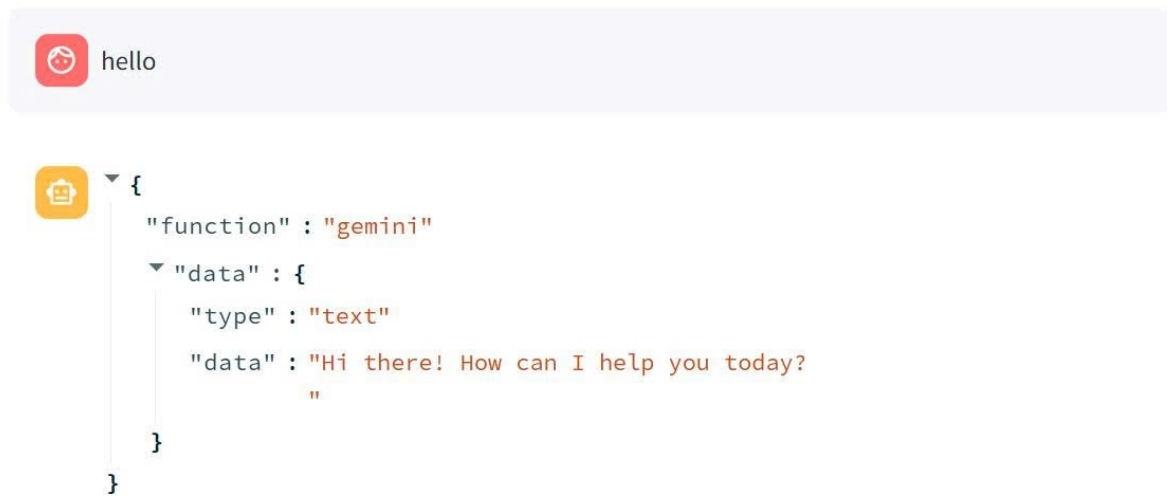 hello
{
"function" : "gemini"
"data" : {
"type" : "text"
"data" : "Hi there! How can I help you today?
"
}
}